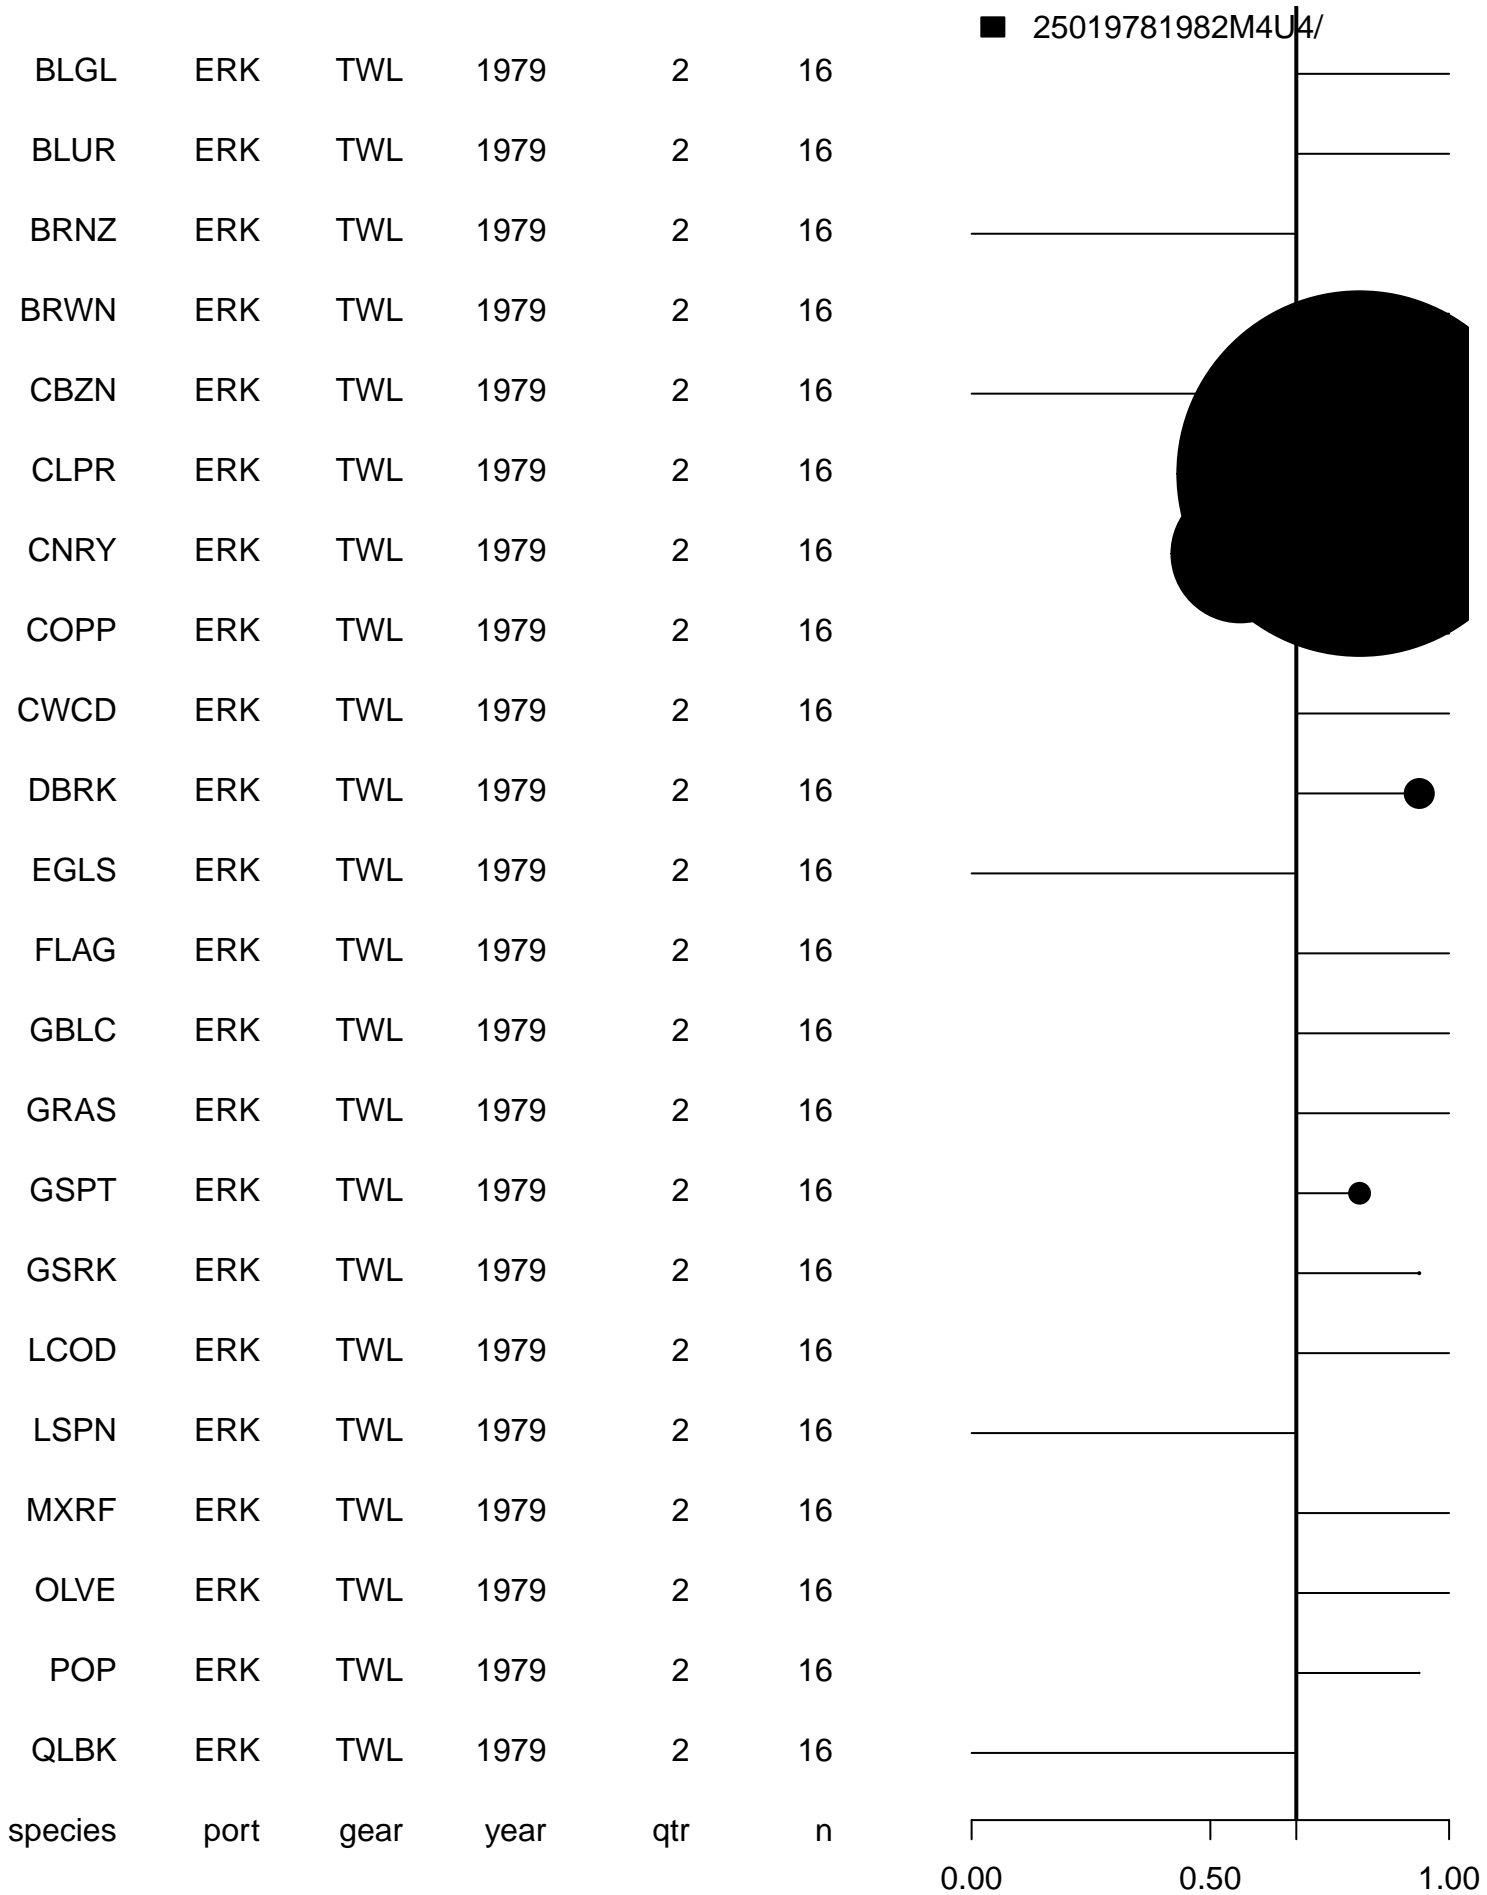 25019781982M4U4/
BLGL ERK TWL 1979 2 16
BLUR ERK TWL 1979 2 16
BRNZ ERK TWL 1979 2 16
BRWN ERK TWL 1979 2 16
CBZN ERK TWL 1979 2 16
CLPR ERK TWL 1979 2 16
CNRY ERK TWL 1979 2 16
COPP ERK TWL 1979 2 16
CWCD ERK TWL 1979 2 16
DBRK ERK TWL 1979 2 16
EGLS ERK TWL 1979 2 16
FLAG ERK TWL 1979 2 16
GBLC ERK TWL 1979 2 16
GRAS ERK TWL 1979 2 16
GSPT ERK TWL 1979 2 16
GSRK ERK TWL 1979 2 16
LCOD ERK TWL 1979 2 16
LSPN ERK TWL 1979 2 16
MXRF ERK TWL 1979 2 16
OLVE ERK TWL 1979 2 16
POP ERK TWL 1979 2 16
QLBK ERK TWL 1979 2 16
species port gear year qtr n
0.00 0.50 1.00